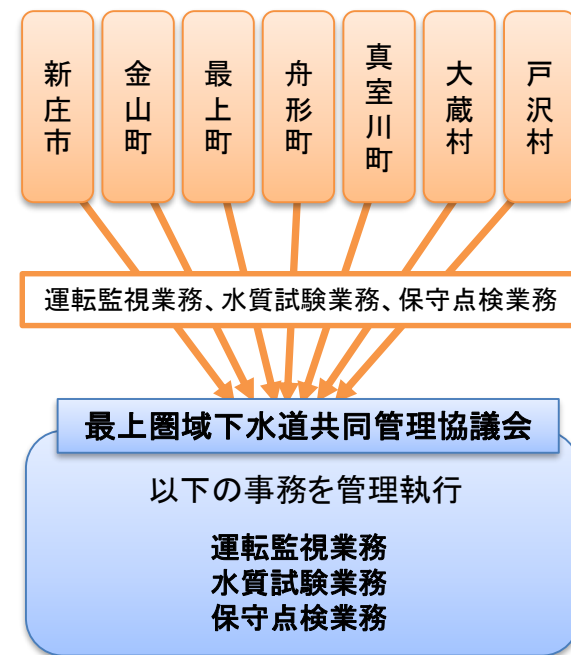 新庄市
金山町
最上町
舟形町
真室川町
大蔵村
戸沢村
運転監視業務、水質試験業務、保守点検業務
最上圏域下水道共同管理協議会
以下の事務を管理執行
運転監視業務
水質試験業務
保守点検業務